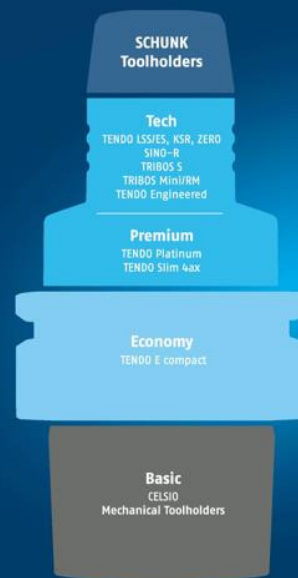 SCHUNK
Toolholders
Tech
TENDO LSS/ES, KSR, ZERO
SINO-R
TRIBOS S
TRIBOS Mini/RM
TENDO Engineered
Premium
TENDO Platinum
TENDO Slim 4ax
Economy
TENDO E compact
Basic
CELSIO
Mechanical Toolholders